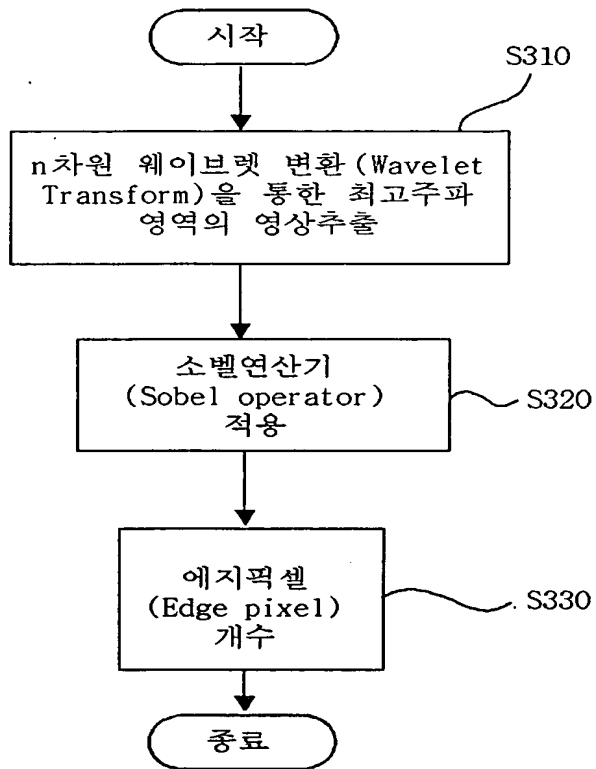 시작
S310
n차원 웨이브렛 변환(Wavelet
Transform)을 통한 최고주파
영역의 영상추출
소벨연산기
(Sobel operator)
적용
S320
에지픽셀
(Edge pixel)
개수
S330
종료